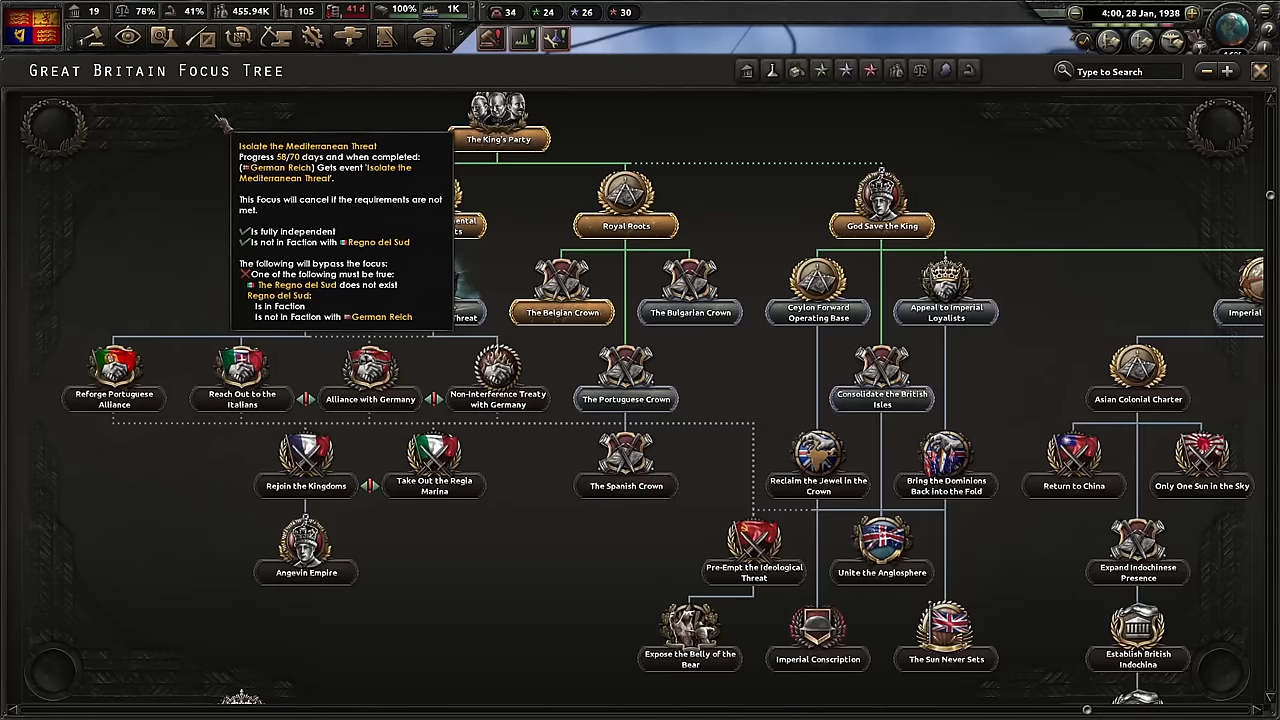 19
78%
41%
455.94K
105
41 d
100%
1K
34
24
26
30
4:00, 28 Jan, 1938
Great Britain Focus Tree
Type to Search
The King's Party
Isolate the Mediterranean Threat
Progress 58/70 days and when completed:
(German Reich) Gets event 'Isolate the
Mediterranean Threat'.
This Focus will cancel if the requirements are not
met.
Is fully independent
Is not in Faction with Regno del Sud
The following will bypass the focus:
One of the following must be true:
The Regno del Sud does not exist
Regno del Sud:
Is in Faction
Is not in Faction with German Reich
Royal Roots
God Save the King
The Belgian Crown
The Bulgarian Crown
Ceylon Forward
Operating Base
Appeal to Imperial
Loyalists
Imperial
Threat
Reforge Portuguese
Alliance
Reach Out to the
Italians
Alliance with Germany
Non-Interference Treaty
with Germany
The Portuguese Crown
Consolidate the British
Isles
Asian Colonial Charter
Rejoin the Kingdoms
Take Out the Regia
Marina
The Spanish Crown
Reclaim the Jewel in the
Crown
Bring the Dominions
Back into the Fold
Return to China
Only One Sun in the Sky
Angevin Empire
Pre-Empt the Ideological
Threat
Unite the Anglosphere
Expand Indochinese
Presence
Expose the Belly of the
Bear
Imperial Conscription
The Sun Never Sets
Establish British
Indochina